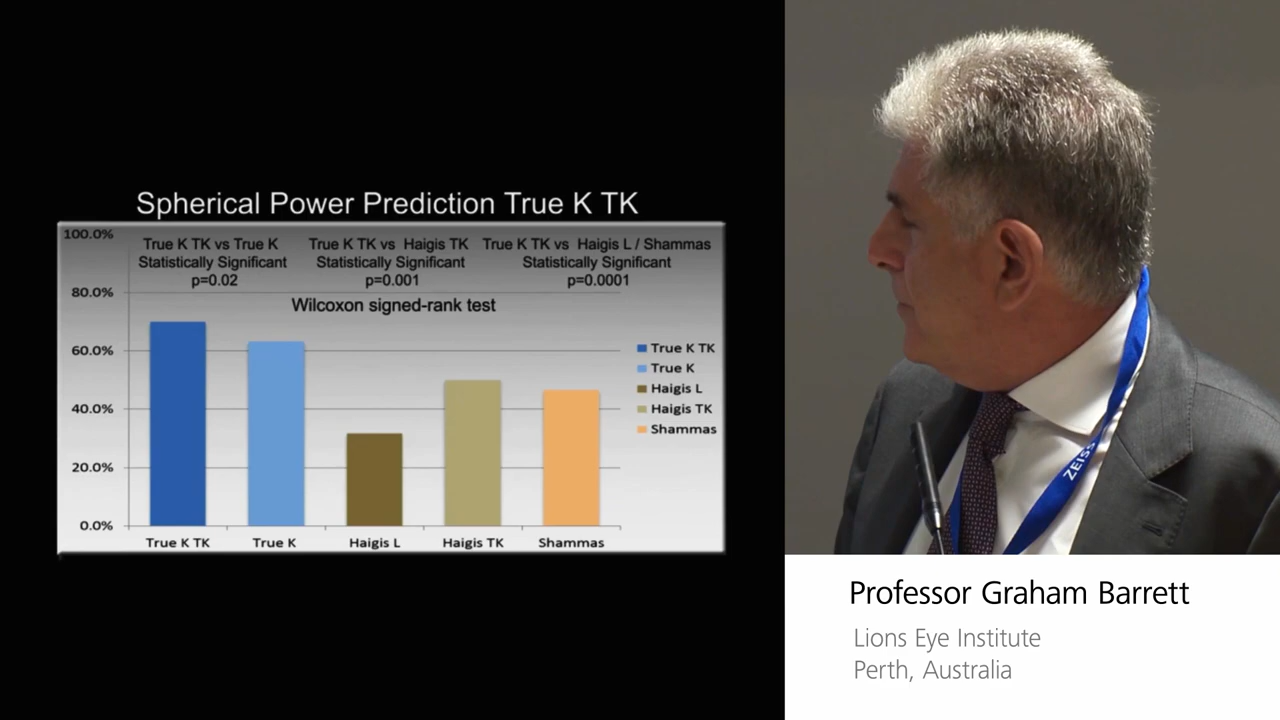 Spherical Power Prediction True K TK
100.0%
80.0%
60.0%
40.0%
20.0%
0.0%
True K TK vs True K
Statistically Significant
p=0.02
True K TK vs Haigis TK
Statistically Significant
p=0.001
True K TK vs Haigis L / Shammas
Statistically Significant
p=0.0001
Wilcoxon signed-rank test
True K TK
True K
Haigis L
Haigis TK
Shammas
True K TK
True K
Haigis L
Haigis TK
Shammas
ZEISS
Professor Graham Barrett
Lions Eye Institute
Perth, Australia